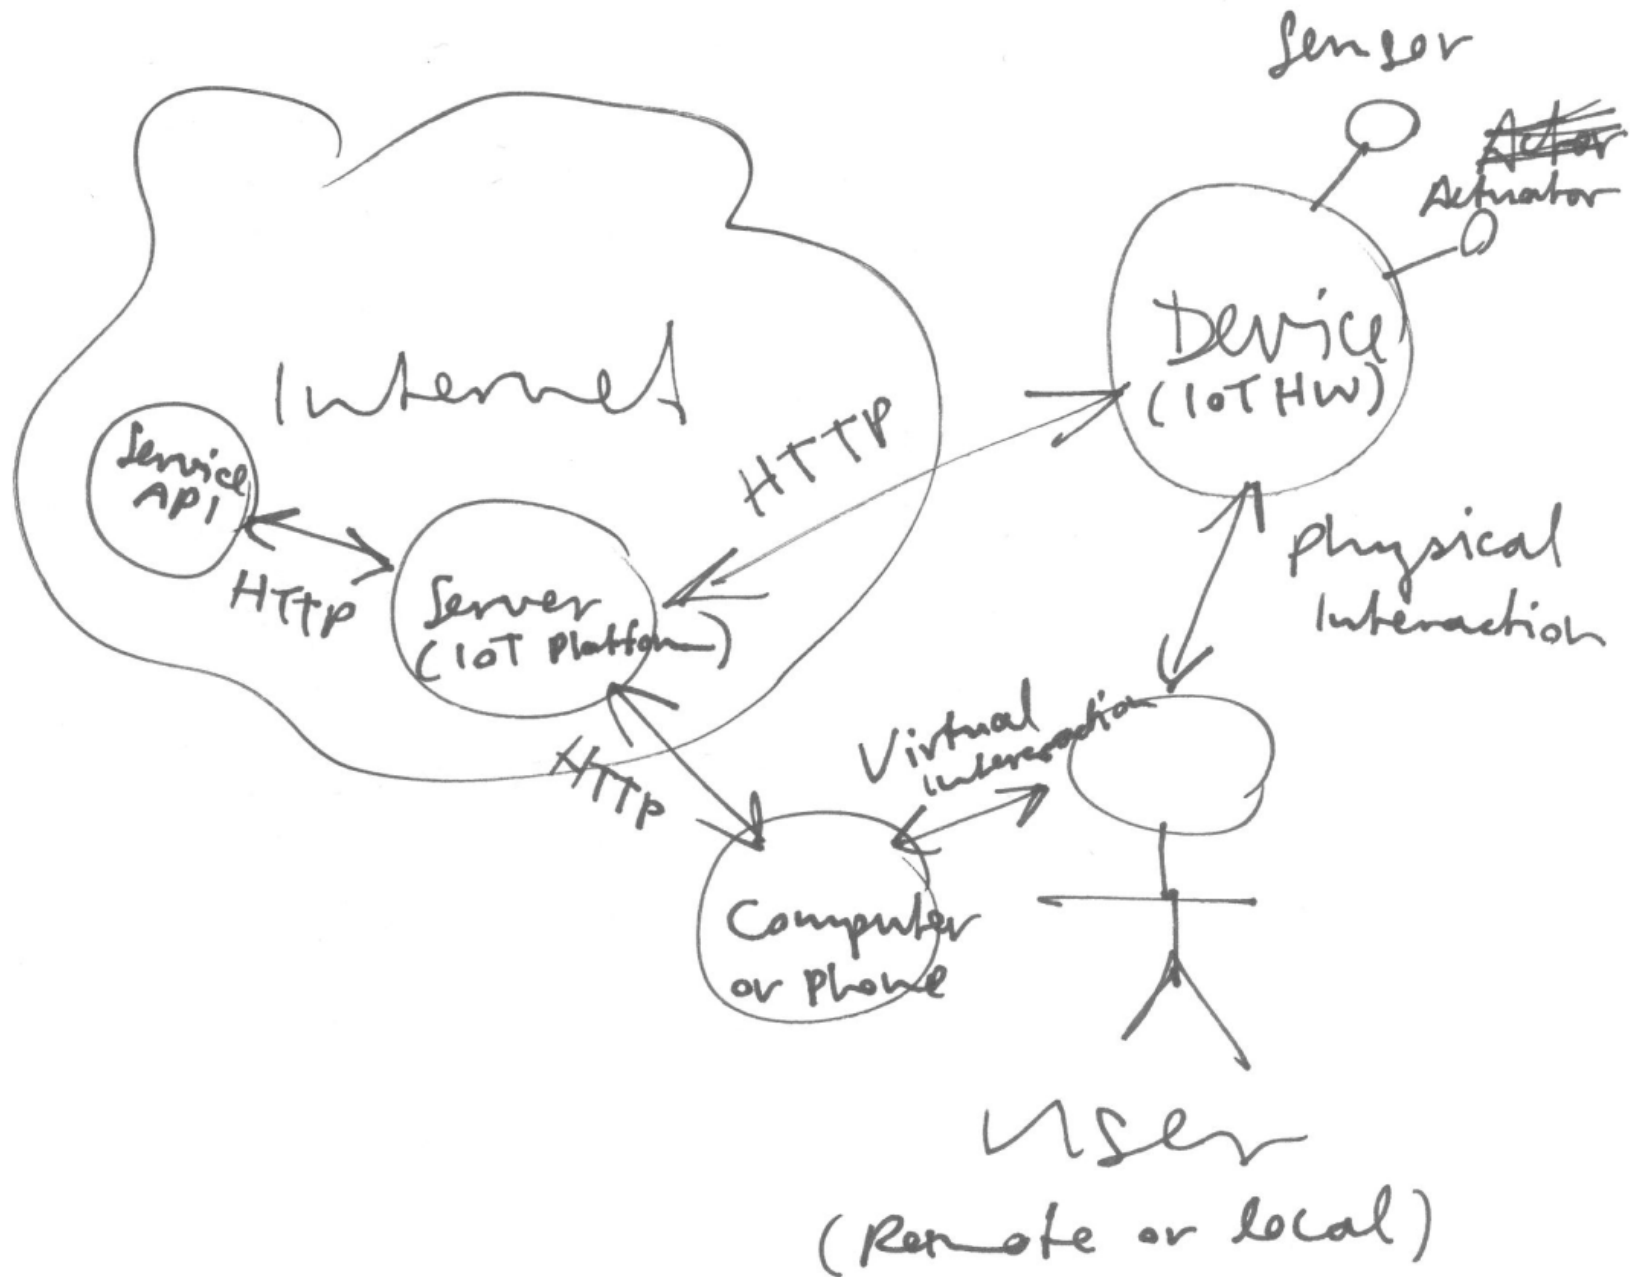 Sensor
Actor
Actuator
Internet
Device
(IoT HW)
HTTP
Service
API
HTTP
Server
(IoT Platform)
Physical
Interaction
Virtual
Interaction
HTTP
Computer
or Phone
User
(Remote or local)